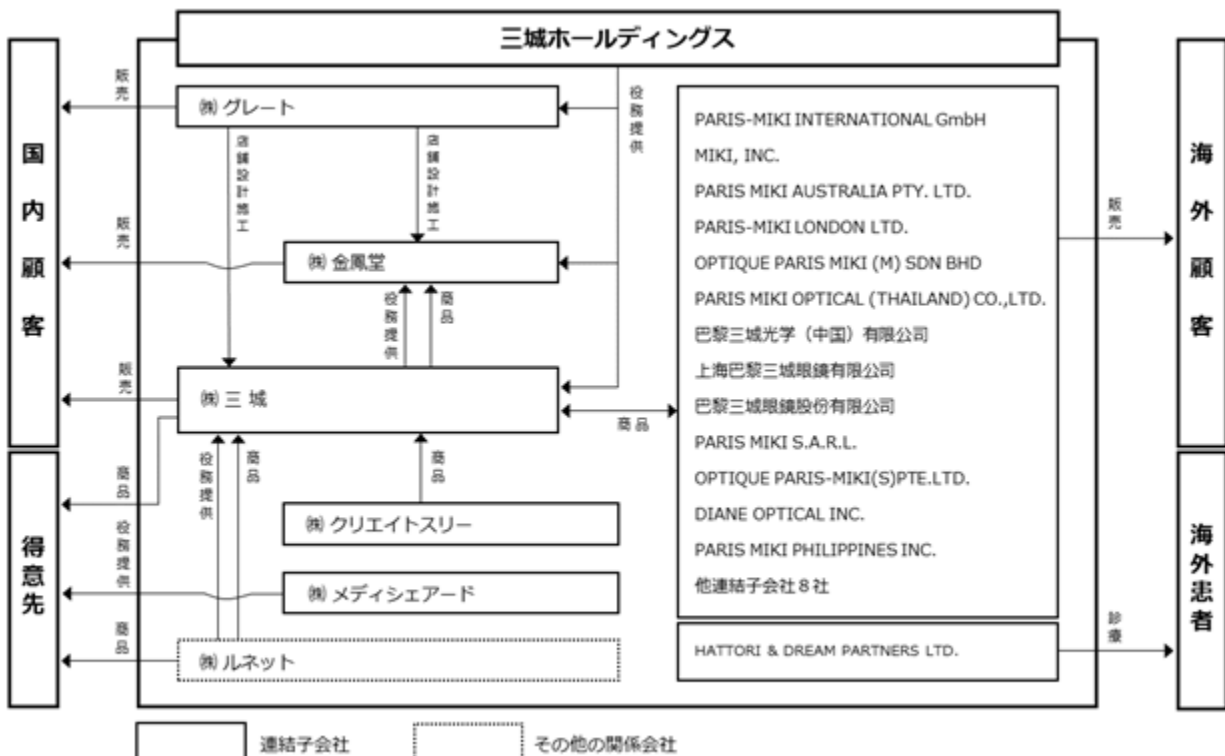 三城ホールディングス
国内顧客
得意先
海外顧客
海外患者
販売
㈱ グレート
役務提供
店舗設計施工
店舗設計施工
販売
㈱ 金鳳堂
役務提供
商品
販売
㈱ 三 城
商品
商品
役務提供
商品
商品
㈱ クリエイトスリー
役務提供
㈱ メディシェアード
商品
㈱ ルネット
PARIS-MIKI INTERNATIONAL GmbH
MIKI, INC.
PARIS MIKI AUSTRALIA PTY. LTD.
PARIS-MIKI LONDON LTD.
OPTIQUE PARIS MIKI (M) SDN BHD
PARIS MIKI OPTICAL (THAILAND) CO.,LTD.
巴黎三城光学（中国）有限公司
上海巴黎三城眼鏡有限公司
巴黎三城眼鏡股份有限公司
PARIS MIKI S.A.R.L.
OPTIQUE PARIS-MIKI(S)PTE.LTD.
DIANE OPTICAL INC.
PARIS MIKI PHILIPPINES INC.
他連結子会社８社
販売
HATTORI & DREAM PARTNERS LTD.
診療
連結子会社
その他の関係会社